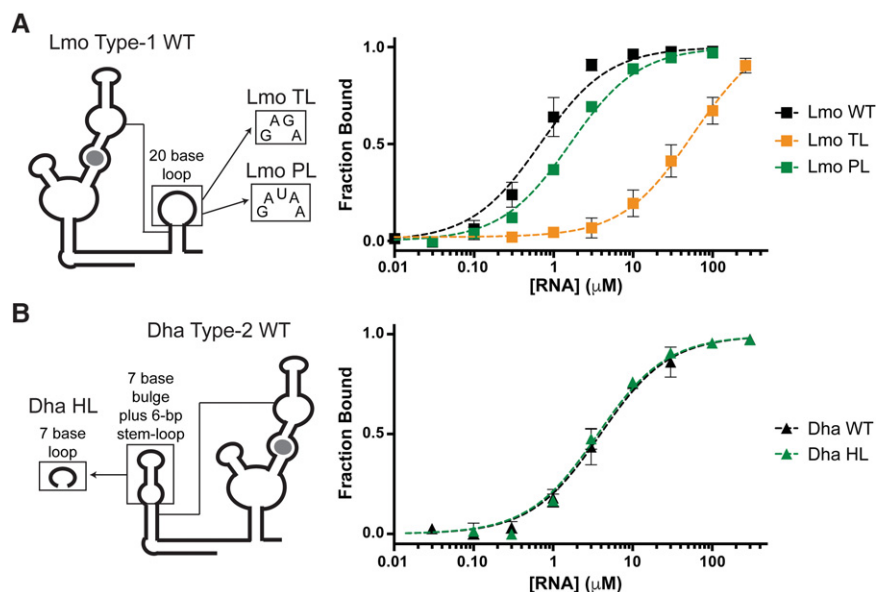 A
Lmo Type-1 WT
20 base
loop
Lmo TL
G A G A
Lmo PL
G A U A A
Fraction Bound
1.0
0.5
0.0
0.01 0.10 1 10 100
[RNA] (μM)
Lmo WT
Lmo TL
Lmo PL
B
Dha Type-2 WT
Dha HL
7 base
loop
7 base
bulge
plus 6-bp
stem-loop
Fraction Bound
1.0
0.5
0.0
0.01 0.10 1 10 100
[RNA] (μM)
Dha WT
Dha HL